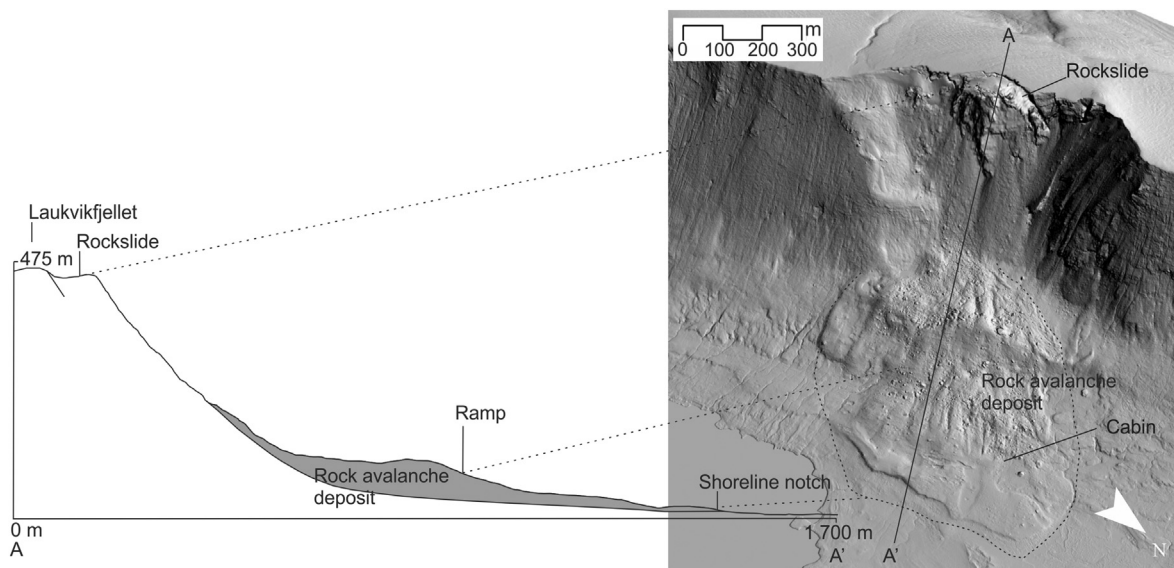 Laukvikfjellet
Rockslide
475 m
Ramp
Rock avalanche
deposit
Shoreline notch
0 m
A
1 700 m
A'
m
0 100 200 300
A
Rockslide
Rock avalanche
deposit
Cabin
A'
N